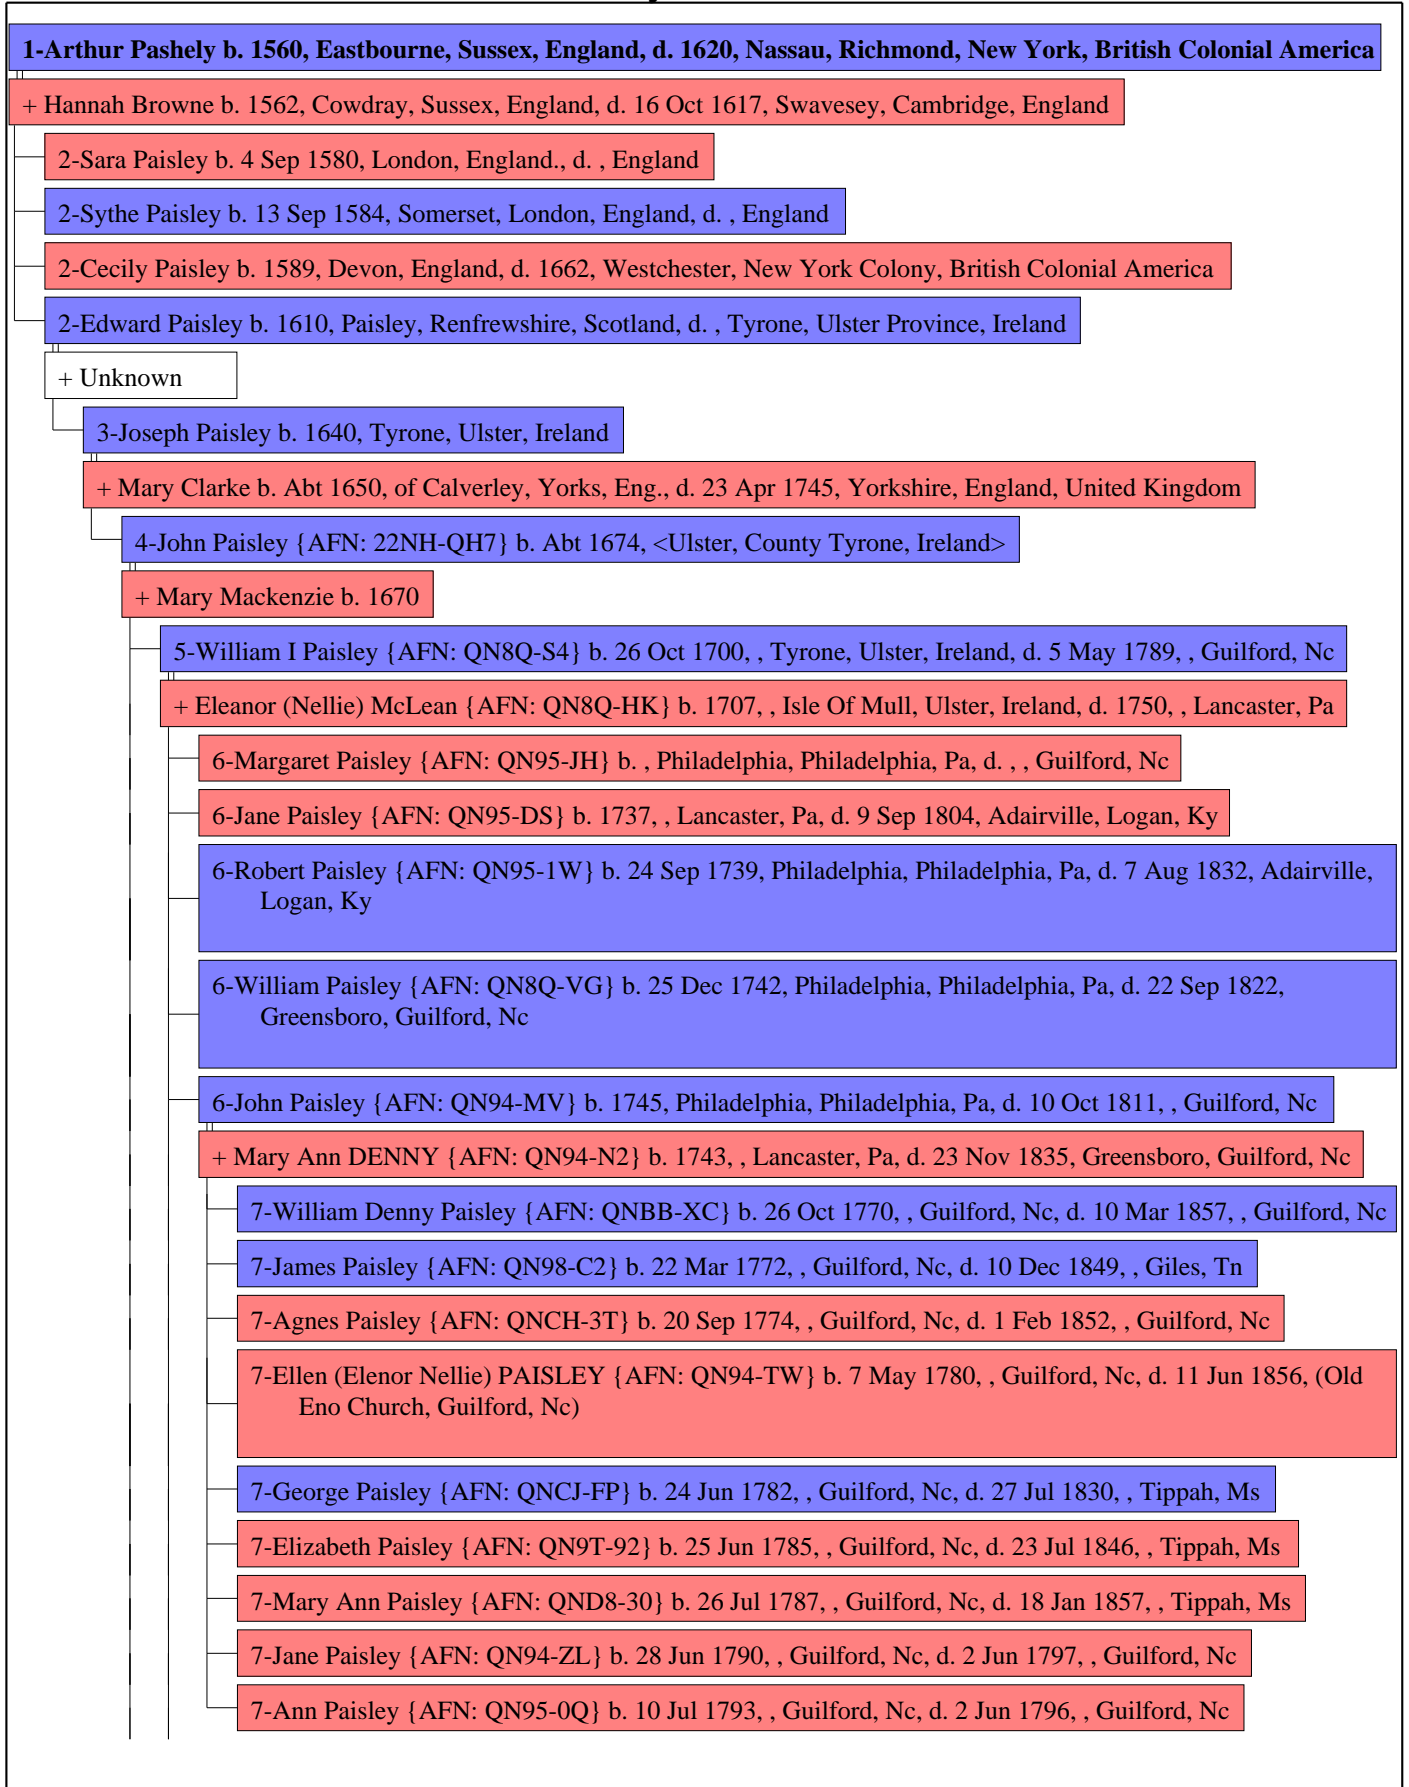 1-Arthur Pashely b. 1560, Eastbourne, Sussex, England, d. 1620, Nassau, Richmond, New York, British Colonial America
+ Hannah Browne b. 1562, Cowdray, Sussex, England, d. 16 Oct 1617, Swavesey, Cambridge, England
2-Sara Paisley b. 4 Sep 1580, London, England., d. , England
2-Sythe Paisley b. 13 Sep 1584, Somerset, London, England, d. , England
2-Cecily Paisley b. 1589, Devon, England, d. 1662, Westchester, New York Colony, British Colonial America
2-Edward Paisley b. 1610, Paisley, Renfrewshire, Scotland, d. , Tyrone, Ulster Province, Ireland
+ Unknown
3-Joseph Paisley b. 1640, Tyrone, Ulster, Ireland
+ Mary Clarke b. Abt 1650, of Calverley, Yorks, Eng., d. 23 Apr 1745, Yorkshire, England, United Kingdom
4-John Paisley {AFN: 22NH-QH7} b. Abt 1674, <Ulster, County Tyrone, Ireland>
+ Mary Mackenzie b. 1670
5-William I Paisley {AFN: QN8Q-S4} b. 26 Oct 1700, , Tyrone, Ulster, Ireland, d. 5 May 1789, , Guilford, Nc
+ Eleanor (Nellie) McLean {AFN: QN8Q-HK} b. 1707, , Isle Of Mull, Ulster, Ireland, d. 1750, , Lancaster, Pa
6-Margaret Paisley {AFN: QN95-JH} b. , Philadelphia, Philadelphia, Pa, d. , , Guilford, Nc
6-Jane Paisley {AFN: QN95-DS} b. 1737, , Lancaster, Pa, d. 9 Sep 1804, Adairville, Logan, Ky
6-Robert Paisley {AFN: QN95-1W} b. 24 Sep 1739, Philadelphia, Philadelphia, Pa, d. 7 Aug 1832, Adairville,
Logan, Ky
6-William Paisley {AFN: QN8Q-VG} b. 25 Dec 1742, Philadelphia, Philadelphia, Pa, d. 22 Sep 1822,
Greensboro, Guilford, Nc
6-John Paisley {AFN: QN94-MV} b. 1745, Philadelphia, Philadelphia, Pa, d. 10 Oct 1811, , Guilford, Nc
+ Mary Ann DENNY {AFN: QN94-N2} b. 1743, , Lancaster, Pa, d. 23 Nov 1835, Greensboro, Guilford, Nc
7-William Denny Paisley {AFN: QNBB-XC} b. 26 Oct 1770, , Guilford, Nc, d. 10 Mar 1857, , Guilford, Nc
7-James Paisley {AFN: QN98-C2} b. 22 Mar 1772, , Guilford, Nc, d. 10 Dec 1849, , Giles, Tn
7-Agnes Paisley {AFN: QNCH-3T} b. 20 Sep 1774, , Guilford, Nc, d. 1 Feb 1852, , Guilford, Nc
7-Ellen (Elenor Nellie) PAISLEY {AFN: QN94-TW} b. 7 May 1780, , Guilford, Nc, d. 11 Jun 1856, (Old
Eno Church, Guilford, Nc)
7-George Paisley {AFN: QNCJ-FP} b. 24 Jun 1782, , Guilford, Nc, d. 27 Jul 1830, , Tippah, Ms
7-Elizabeth Paisley {AFN: QN9T-92} b. 25 Jun 1785, , Guilford, Nc, d. 23 Jul 1846, , Tippah, Ms
7-Mary Ann Paisley {AFN: QND8-30} b. 26 Jul 1787, , Guilford, Nc, d. 18 Jan 1857, , Tippah, Ms
7-Jane Paisley {AFN: QN94-ZL} b. 28 Jun 1790, , Guilford, Nc, d. 2 Jun 1797, , Guilford, Nc
7-Ann Paisley {AFN: QN95-0Q} b. 10 Jul 1793, , Guilford, Nc, d. 2 Jun 1796, , Guilford, Nc